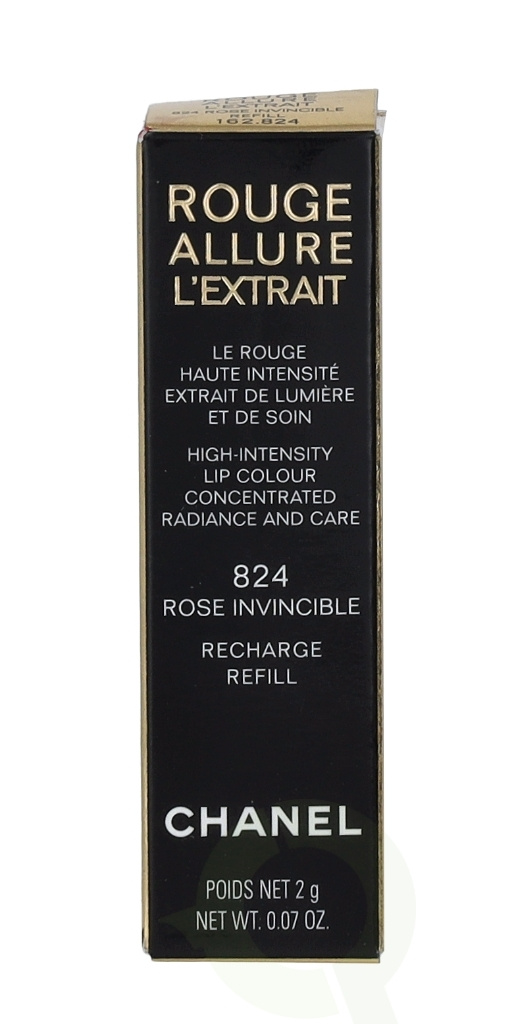 ALLURE
L'EXTRAIT
824 ROSE INVINCIBLE
REFILL
162.824
ROUGE
ALLURE
L'EXTRAIT
LE ROUGE
HAUTE INTENSITÉ
EXTRAIT DE LUMIÈRE
ET DE SOIN
HIGH-INTENSITY
LIP COLOUR
CONCENTRATED
RADIANCE AND CARE
824
ROSE INVINCIBLE
RECHARGE
REFILL
CHANEL
POIDS NET 2 g
NET WT. 0.07 OZ.